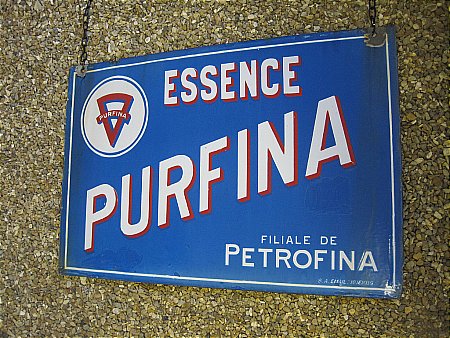 ESSENCE
PURFINA
PURFINA
FILIALE DE
PETROFINA